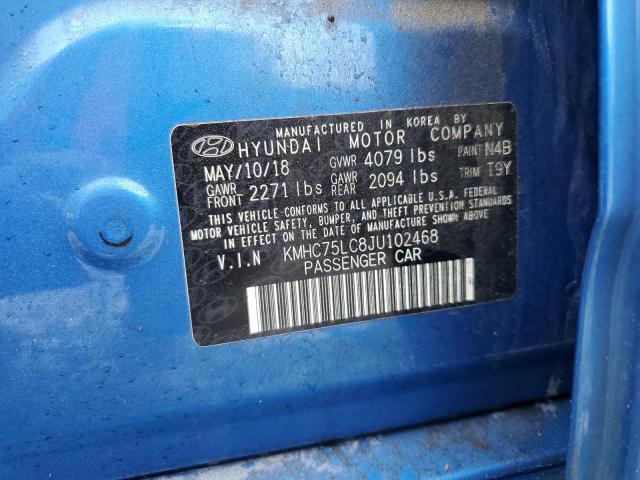 MANUFACTURED IN KOREA BY
HYUNDAI MOTOR COMPANY
MAY/10/18 GVWR 4079 lbs PAINT N4B
GAWR FRONT 2271 lbs GAWR REAR 2094 lbs TRIM T9Y
THIS VEHICLE CONFORMS TO ALL APPLICABLE U.S.A. FEDERAL
MOTOR VEHICLE SAFETY, BUMPER, AND THEFT PREVENTION STANDARDS
IN EFFECT ON THE DATE OF MANUFACTURE SHOWN ABOVE.
V.I.N KMHC75LC8JU102468
PASSENGER CAR